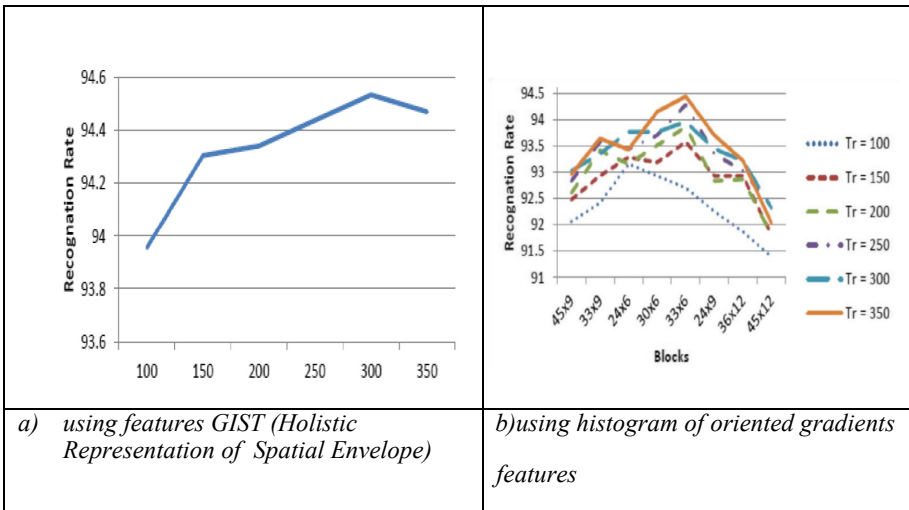 94.6
94.4
94.2
94
93.8
93.6
Recognation Rate
100 150 200 250 300 350
94.5
94
93.5
93
92.5
92
91.5
91
Recognation Rate
45x9 33x9 24x6 30x6 33x6 24x9 36x12 45x12
Blocks
Tr = 100
Tr = 150
Tr = 200
Tr = 250
Tr = 300
Tr = 350
a) using features GIST (Holistic
Representation of Spatial Envelope)
b)using histogram of oriented gradients
features